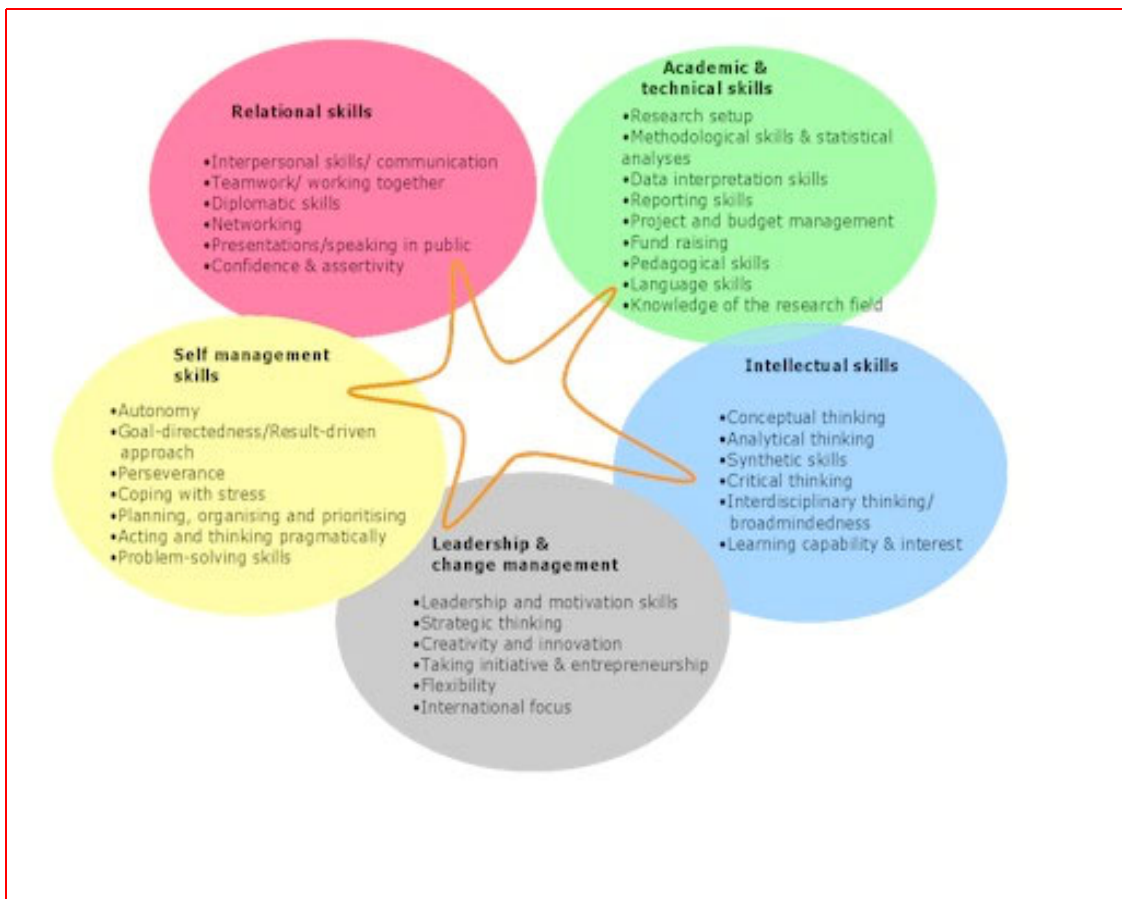 Relational skills
•Interpersonal skills/ communication
•Teamwork/ working together
•Diplomatic skills
•Networking
•Presentations/speaking in public
•Confidence & assertivity
Academic &
technical skills
•Research setup
•Methodological skills & statistical
analyses
•Data interpretation skills
•Reporting skills
•Project and budget management
•Fund raising
•Pedagogical skills
•Language skills
•Knowledge of the research field
Self management
skills
•Autonomy
•Goal-directedness/Result-driven
approach
•Perseverance
•Coping with stress
•Planning, organising and prioritising
•Acting and thinking pragmatically
•Problem-solving skills
Intellectual skills
•Conceptual thinking
•Analytical thinking
•Synthetic skills
•Critical thinking
•Interdisciplinary thinking/
broadmindedness
•Learning capability & interest
Leadership &
change management
•Leadership and motivation skills
•Strategic thinking
•Creativity and innovation
•Taking initiative & entrepreneurship
•Flexibility
•International focus